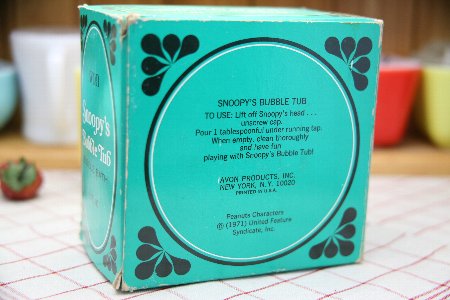 Snoopy's
Bubble Tub
SNOOPY'S BUBBLE TUB
TO USE: Lift off Snoopy's head . . .
unscrew cap.
Pour 1 tablespoonful under running tap.
When empty, clean thoroughly
and have fun
playing with Snoopy's Bubble Tub!
AVON PRODUCTS, INC.
NEW YORK, N.Y. 10020
PRINTED IN U.S.A.
Peanuts Characters
© (1971) United Feature
Syndicate, Inc.